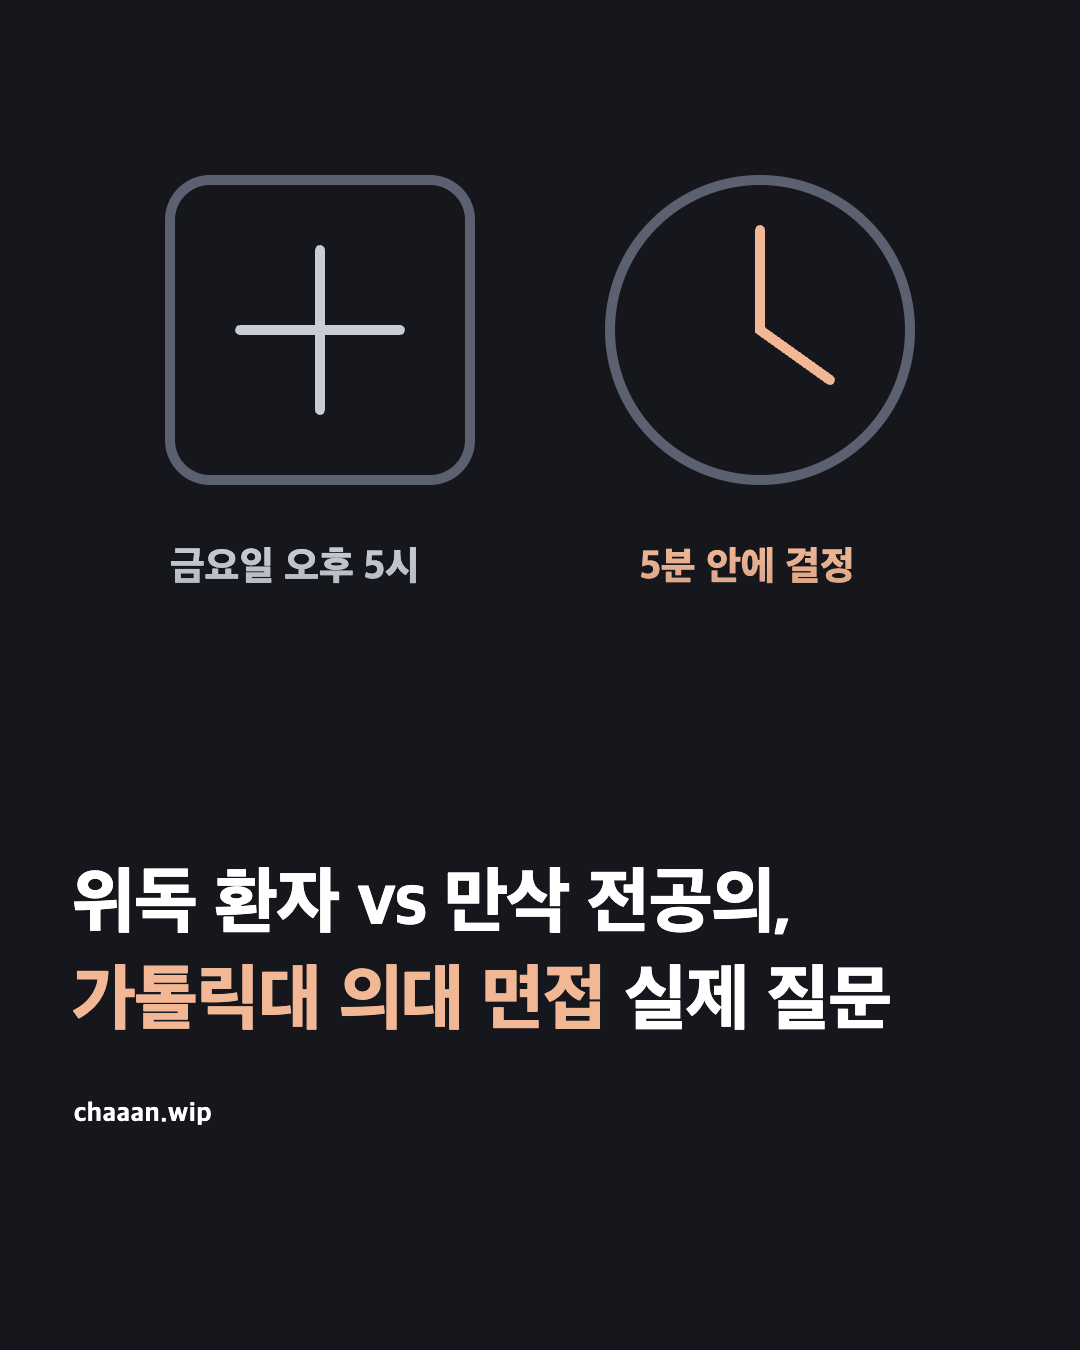 금요일 오후 5시
5분 안에 결정
위독 환자 vs 만삭 전공의,
가톨릭대 의대 면접 실제 질문
chaaan.wip